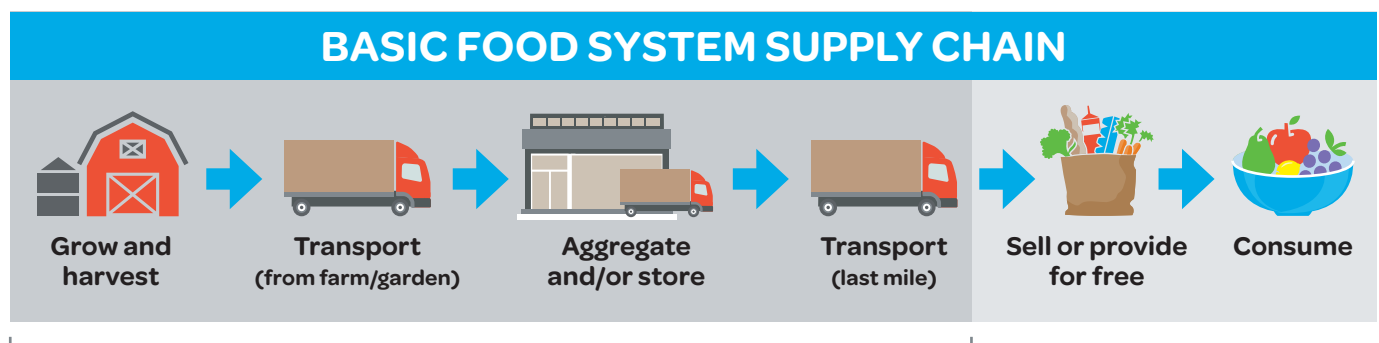 BASIC FOOD SYSTEM SUPPLY CHAIN
Grow and
harvest
Transport
(from farm/garden)
Aggregate
and/or store
Transport
(last mile)
Sell or provide
for free
Consume